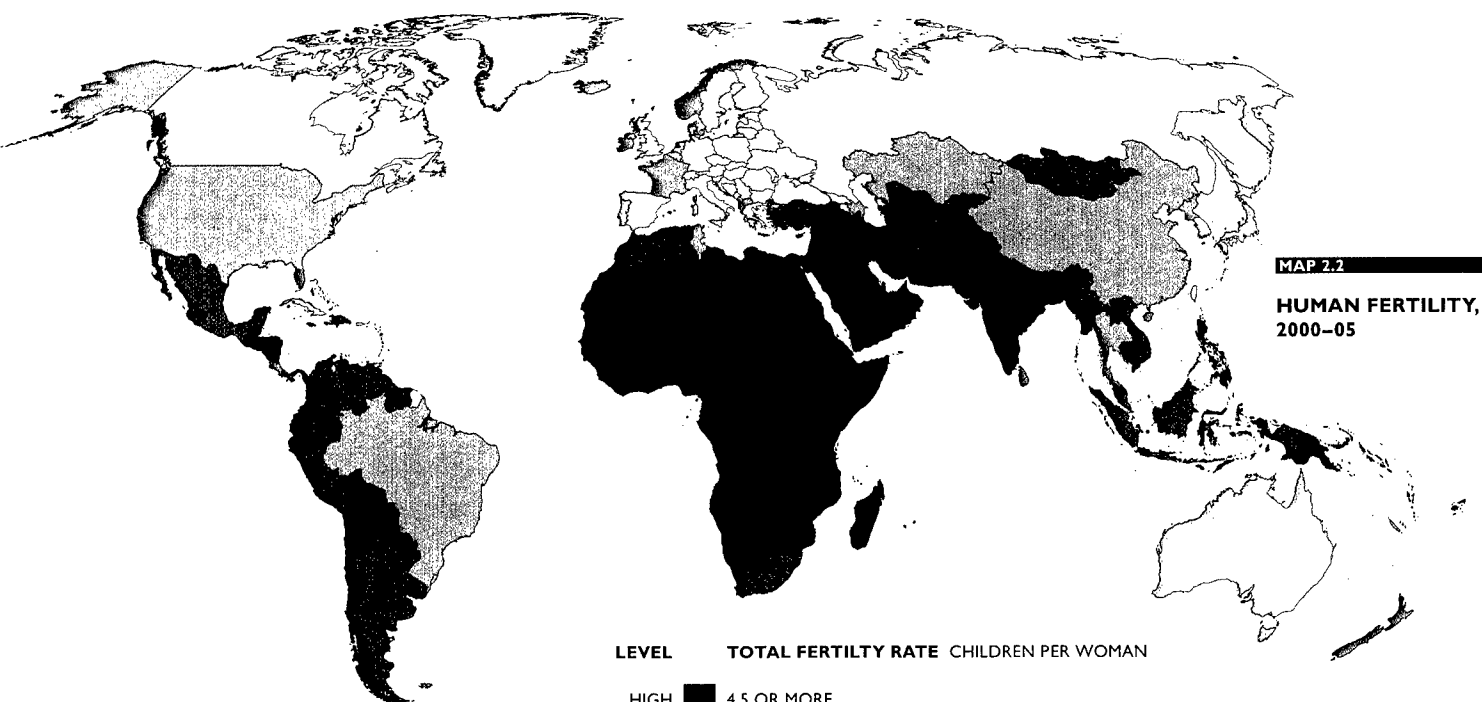 MAP 2.2
HUMAN FERTILITY,
2000–05
LEVEL TOTAL FERTILTY RATE CHILDREN PER WOMAN
HIGH 4.5 OR MORE